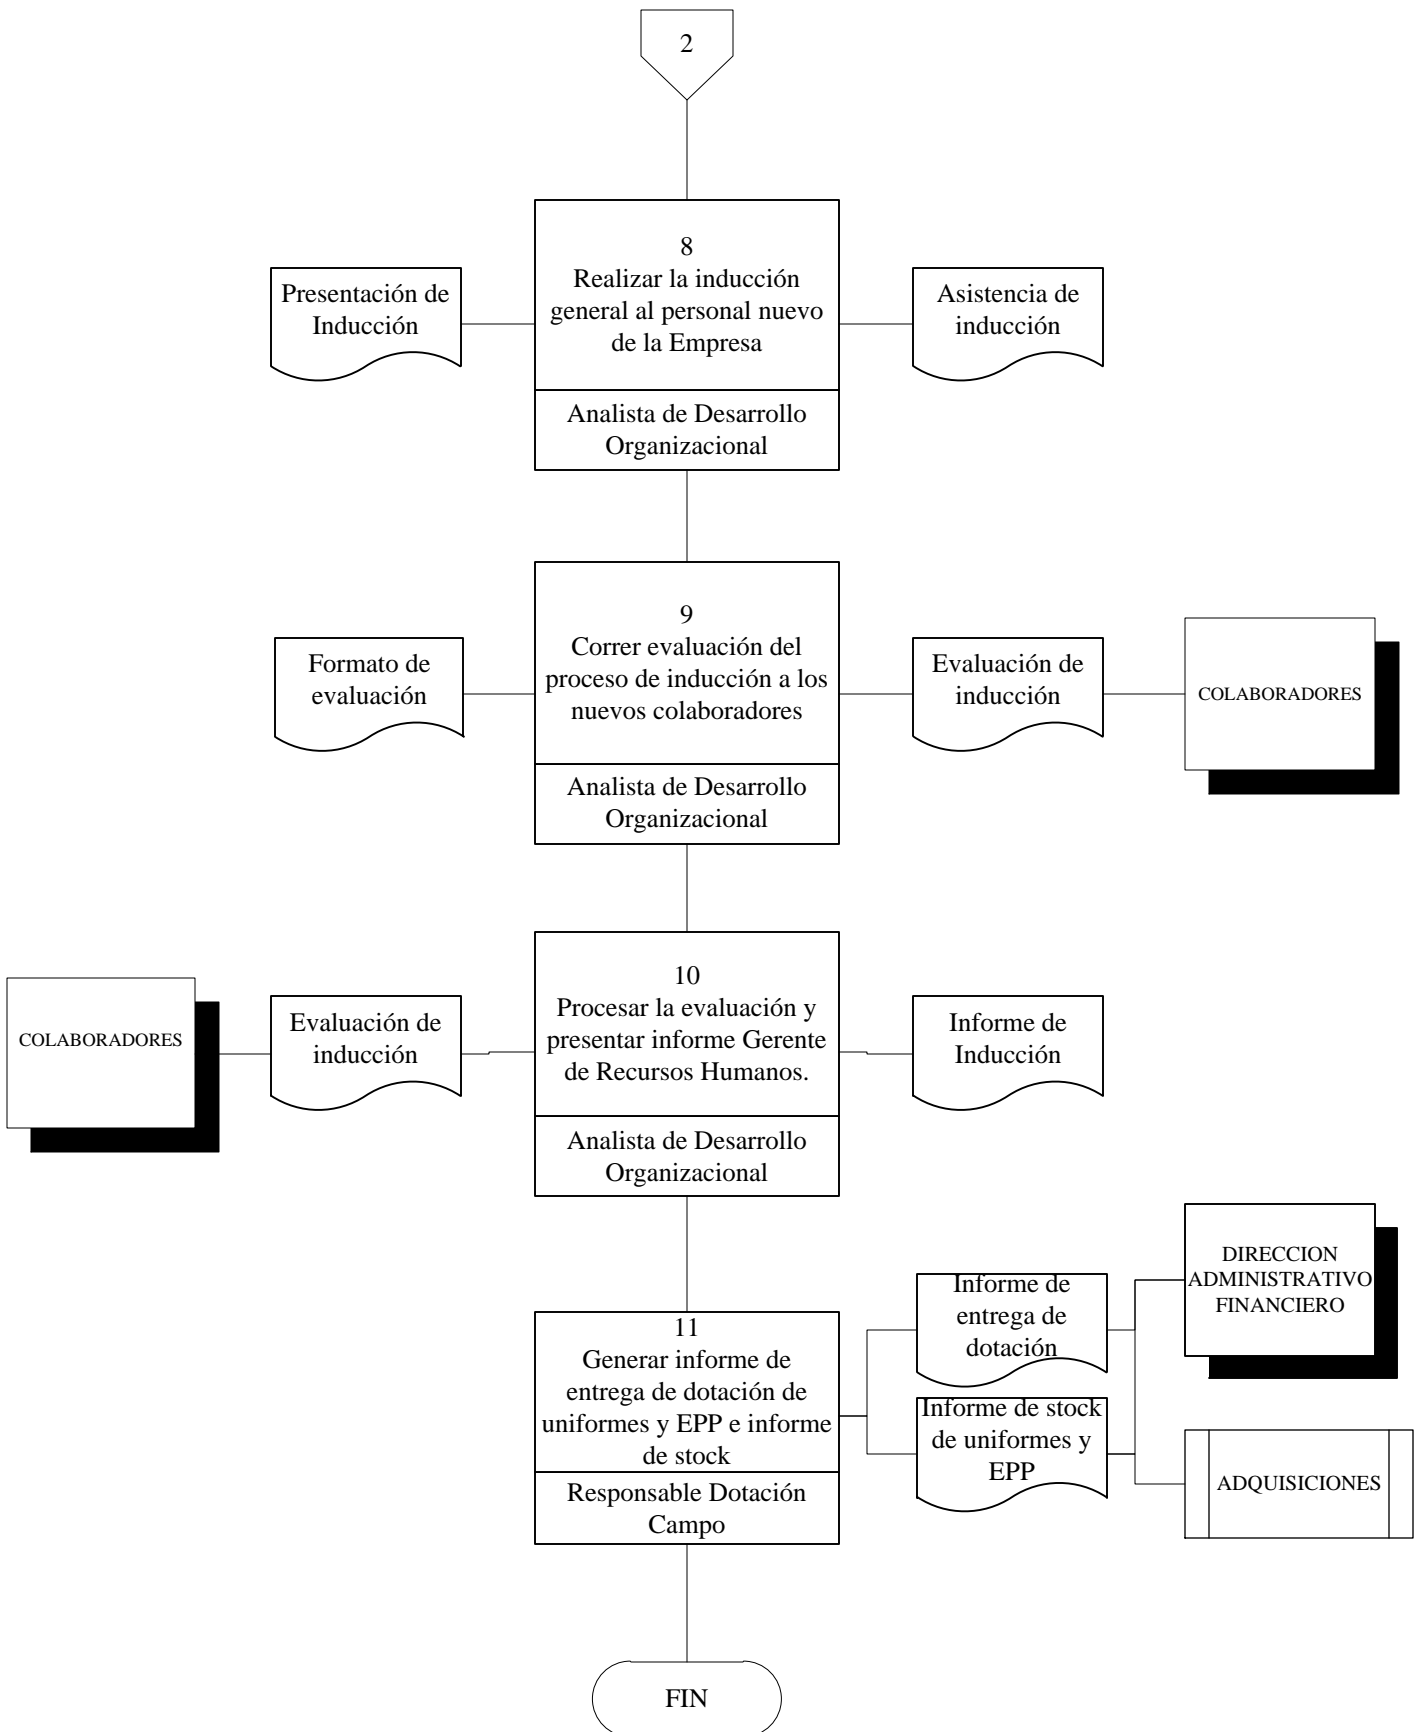 2
8
Realizar la inducción
general al personal nuevo
de la Empresa
Analista de Desarrollo
Organizacional
Presentación de
Inducción
Asistencia de
inducción
9
Correr evaluación del
proceso de inducción a los
nuevos colaboradores
Analista de Desarrollo
Organizacional
Formato de
evaluación
Evaluación de
inducción
COLABORADORES
10
Procesar la evaluación y
presentar informe Gerente
de Recursos Humanos.
Analista de Desarrollo
Organizacional
COLABORADORES
Evaluación de
inducción
Informe de
Inducción
11
Generar informe de
entrega de dotación de
uniformes y EPP e informe
de stock
Responsable Dotación
Campo
Informe de
entrega de
dotación
Informe de stock
de uniformes y
EPP
DIRECCION
ADMINISTRATIVO
FINANCIERO
ADQUISICIONES
FIN